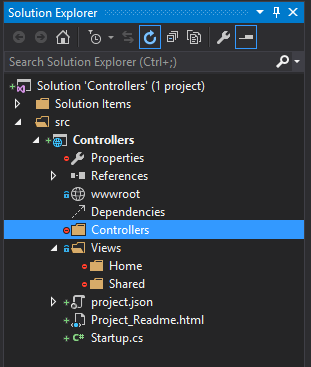 Solution Explorer
Search Solution Explorer (Ctrl+;)
Solution 'Controllers' (1 project)
Solution Items
src
Controllers
Properties
References
wwwroot
Dependencies
Controllers
Views
Home
Shared
project.json
Project_Readme.html
C# Startup.cs